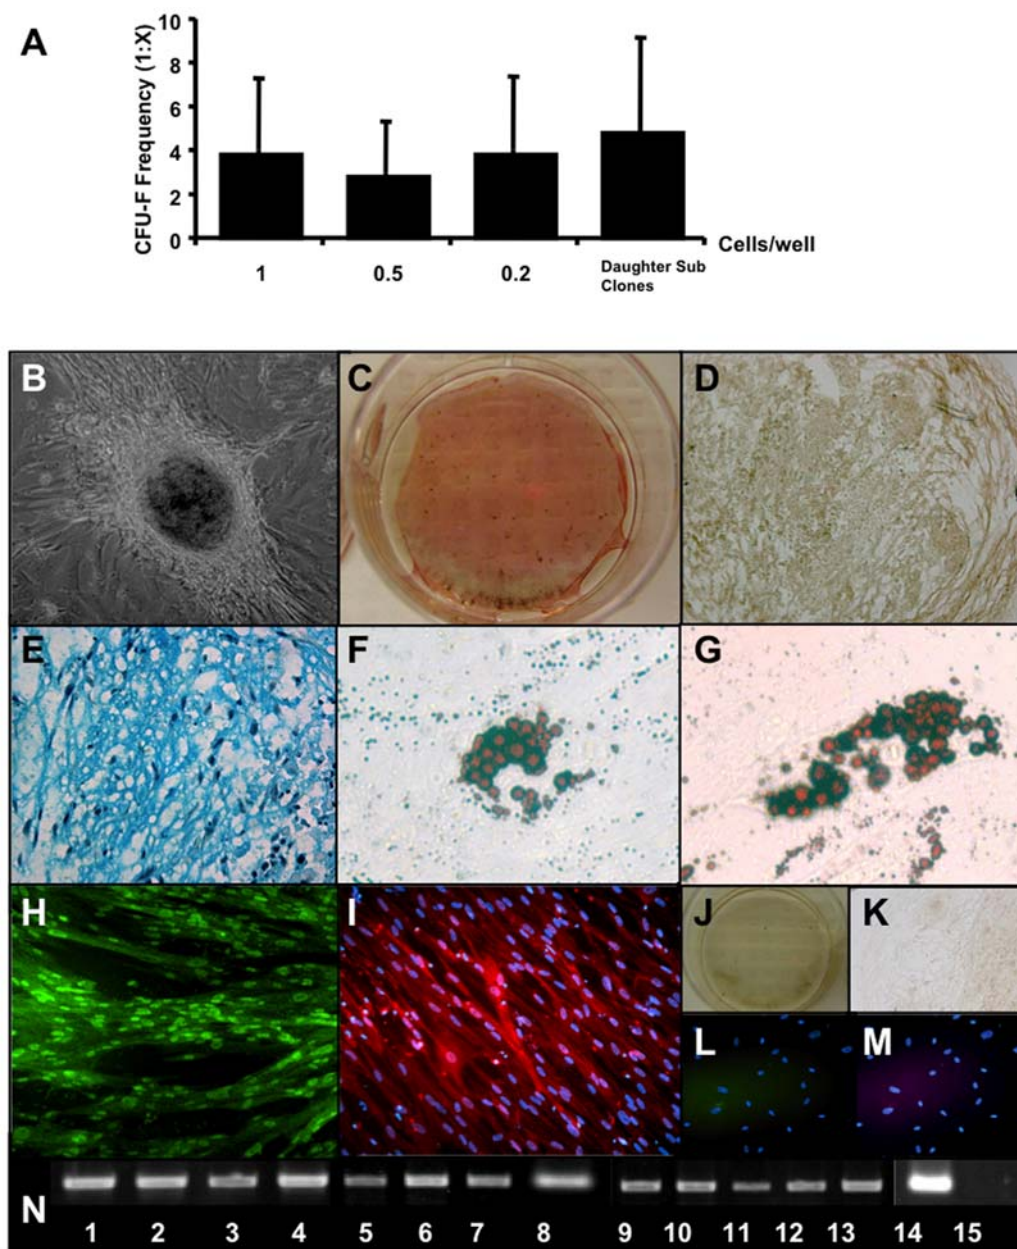 A
CFU-F Frequency (1:X)
10
8
6
4
2
0
Cells/well
1 0.5 0.2 Daughter Sub
Clones
B C D
E F G
H I J K
L M
N
1 2 3 4 5 6 7 8 9 10 11 12 13 14 15